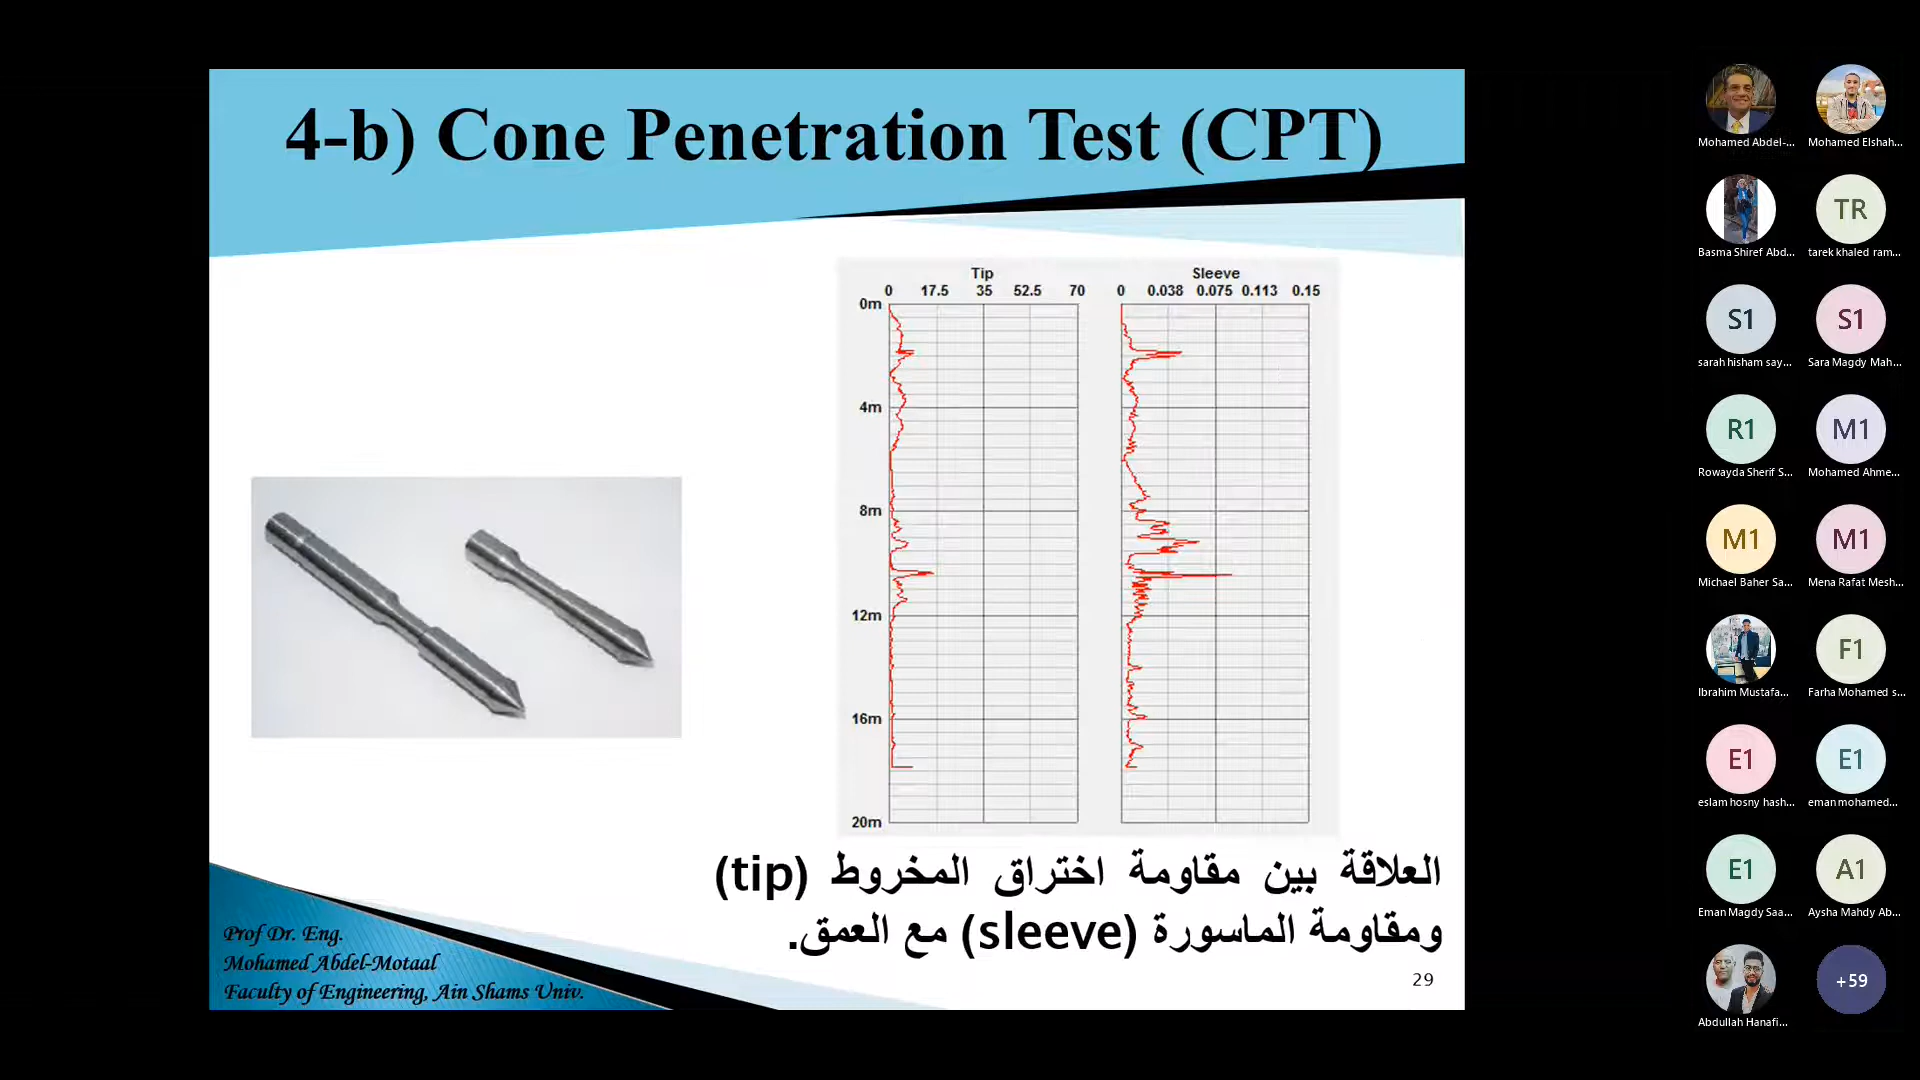 4-b) Cone Penetration Test (CPT)
Tip
0 17.5 35 52.5 70
Sleeve
0 0.038 0.075 0.113 0.15
0m
4m
8m
12m
16m
20m
العلاقة بين مقاومة اختراق المخروط (tip)
ومقاومة الماسورة (sleeve) مع العمق.
Prof Dr. Eng.
Mohamed Abdel-Motaal
Faculty of Engineering, Ain Shams Univ.
29
Mohamed Abdel-...
Mohamed Elshah...
Basma Shiref Abd...
TR
tarek khaled ram...
S1
sarah hisham say...
S1
Sara Magdy Mah...
R1
Rowayda Sherif S...
M1
Mohamed Ahme...
M1
Michael Baher Sa...
M1
Mena Rafat Mesh...
Ibrahim Mustafa...
F1
Farha Mohamed s...
E1
eslam hosny hash...
E1
eman mohamed...
E1
Eman Magdy Saa...
A1
Aysha Mahdy Ab...
Abdullah Hanafi...
+59